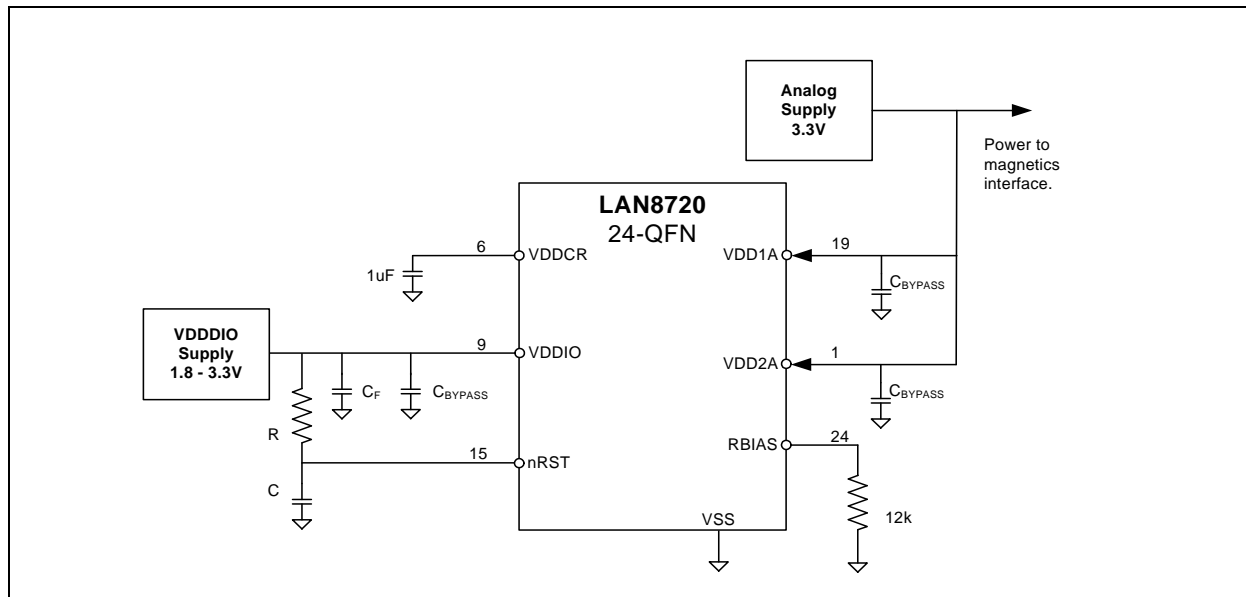 Analog
Supply
3.3V
Power to
magnetics
interface.
LAN8720
24-QFN
6
VDDCR
1uF
VDD1A
19
CBYPASS
VDDDIO
Supply
1.8 - 3.3V
9
VDDIO
CF
CBYPASS
VDD2A
1
CBYPASS
R
RBIAS
24
15
nRST
C
12k
VSS